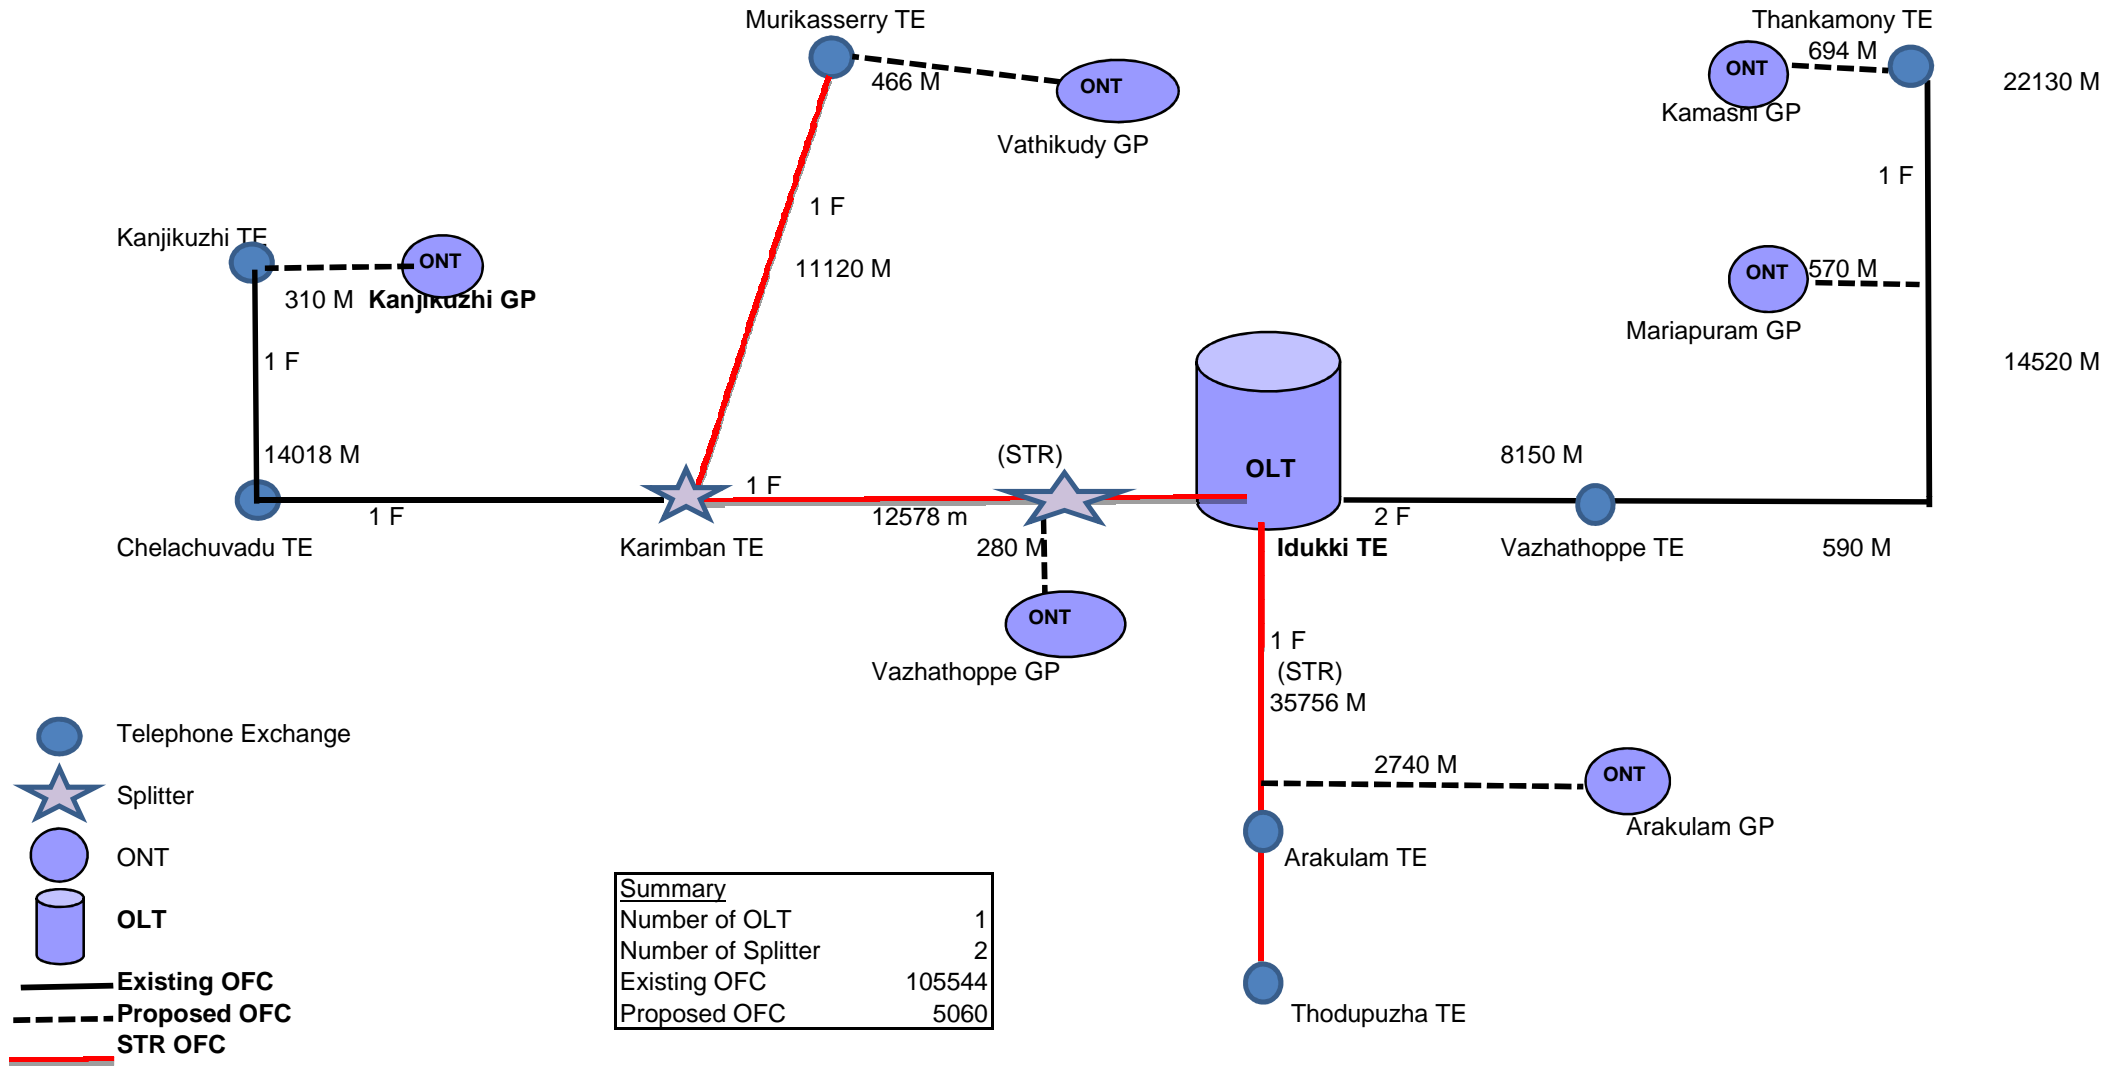 Murikasserry TE
Thankamony TE
694 M
ONT
466 M
ONT
22130 M
Kamashi GP
Vathikudy GP
1 F
1 F
Kanjikuzhi TE
ONT
11120 M
ONT
570 M
310 M Kanjikuzhi GP
Mariapuram GP
1 F
14520 M
14018 M
(STR)
OLT
8150 M
1 F
1 F
12578 m
2 F
Chelachuvadu TE
Karimban TE
280 M
Idukki TE
Vazhathoppe TE
590 M
ONT
1 F
Vazhathoppe GP
(STR)
35756 M
Telephone Exchange
2740 M
ONT
Splitter
Arakulam GP
ONT
Arakulam TE
Summary
OLT
Number of OLT 1
Number of Splitter 2
Existing OFC
Existing OFC 105544
Proposed OFC
Proposed OFC 5060
Thodupuzha TE
STR OFC